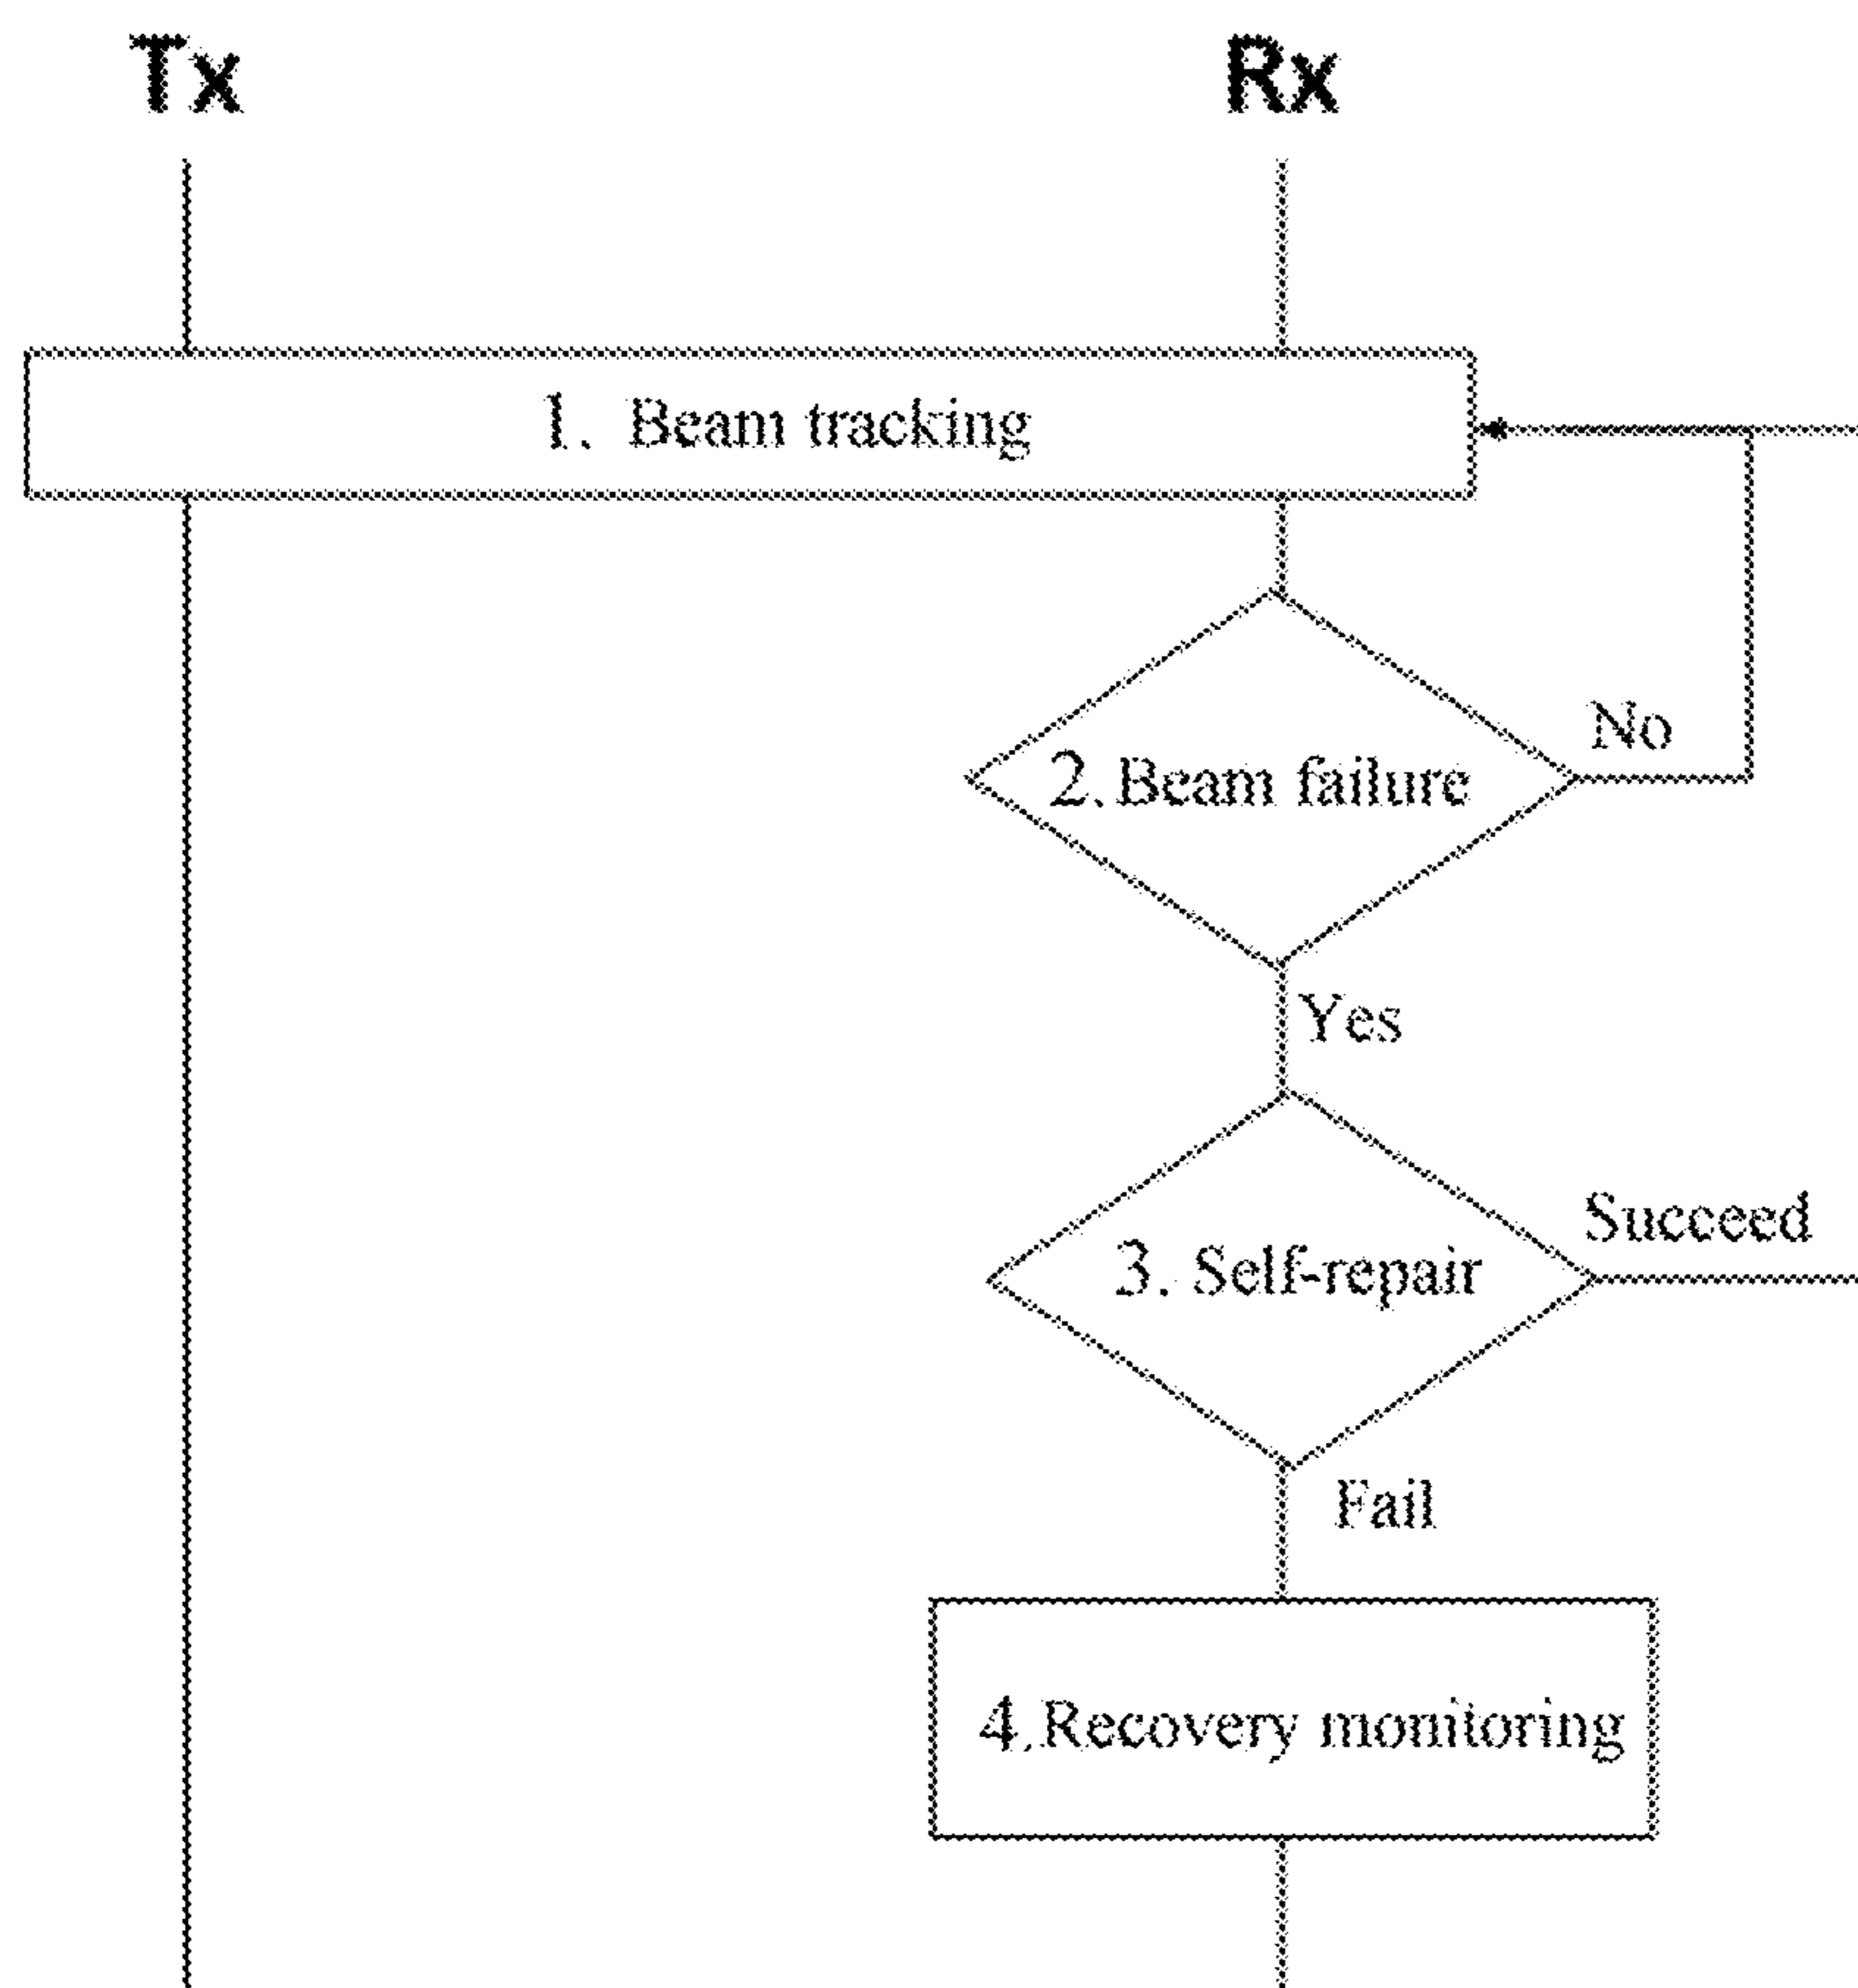 Tx
Rx
1. Beam tracking
No
2. Beam failure
Yes
Succeed
3. Self-repair
Fail
4. Recovery monitoring